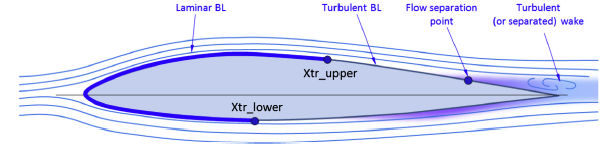 Laminar BL
Turbulent BL
Flow separation
point
Turbulent
(or separated) wake
Xtr_upper
Xtr_lower